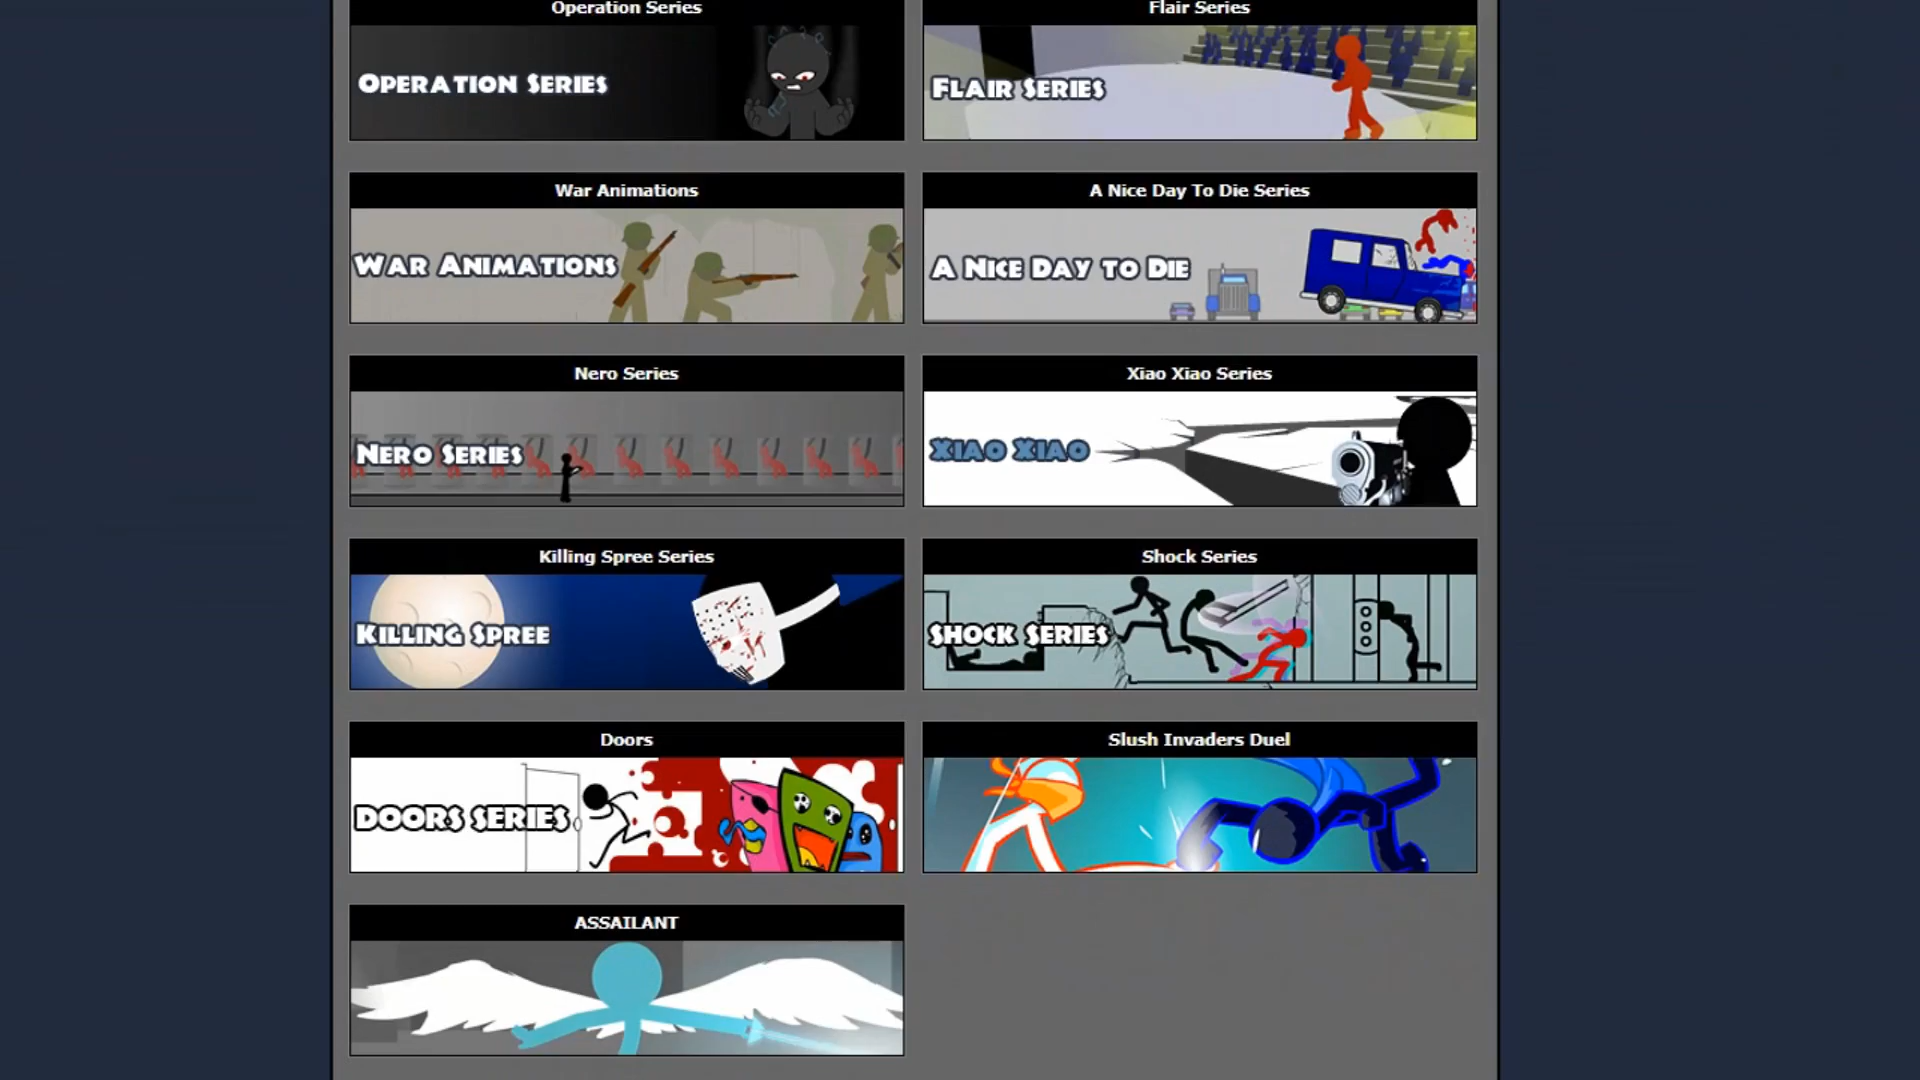 Operation Series
Flair Series
OPERATION SERIES
FLAIR SERIES
War Animations
A Nice Day To Die Series
WAR ANIMATIONS
A NICE DAY TO DIE
Nero Series
Xiao Xiao Series
NERO SERIES
XIAO XIAO
Killing Spree Series
Shock Series
KILLING SPREE
SHOCK SERIES
Doors
Slush Invaders Duel
DOORS SERIES
ASSAILANT